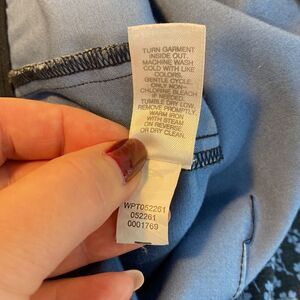 TURN GARMENT
INSIDE OUT.
MACHINE WASH
COLD WITH LIKE
COLORS.
GENTLE CYCLE.
ONLY NON-
CHLORINE BLEACH
IF NEEDED.
TUMBLE DRY LOW.
REMOVE PROMPTLY.
WARM IRON
WITH STEAM
ON REVERSE
OR DRY CLEAN.
WPT052261
052261
0001769